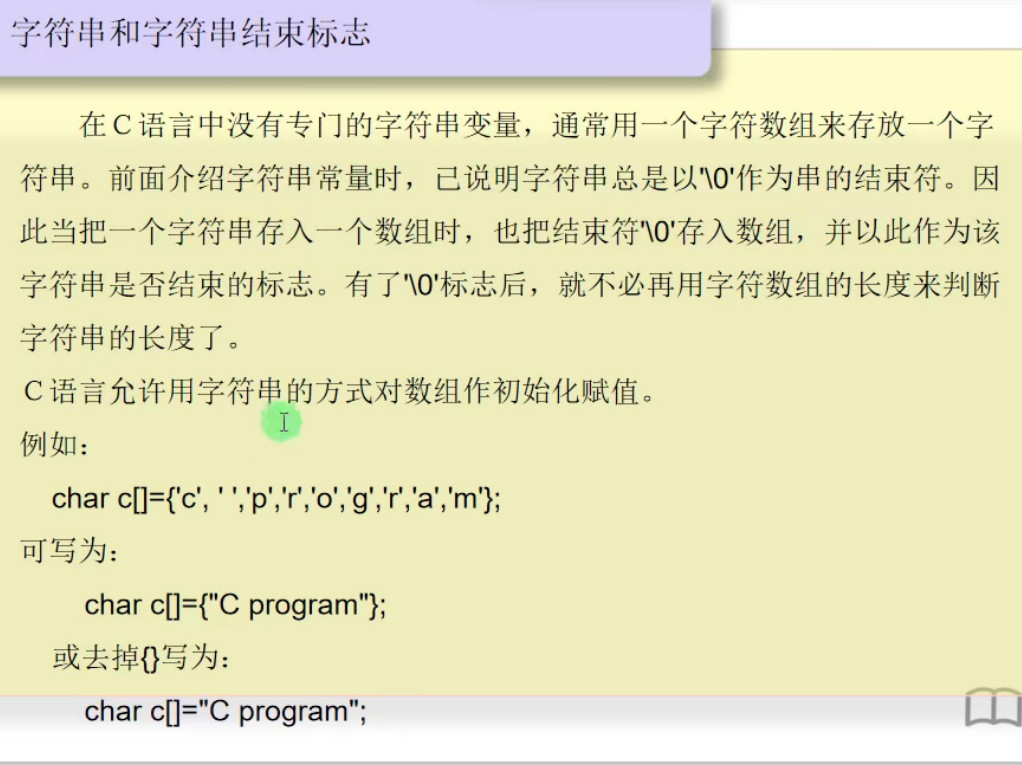 字符串和字符串结束标志
在C语言中没有专门的字符串变量，通常用一个字符数组来存放一个字
符串。前面介绍字符串常量时，已说明字符串总是以'\0'作为串的结束符。因
此当把一个字符串存入一个数组时，也把结束符'\0'存入数组，并以此作为该
字符串是否结束的标志。有了'\0'标志后，就不必再用字符数组的长度来判断
字符串的长度了。
C语言允许用字符串的方式对数组作初始化赋值。
例如：
char c[]={'c', ' ','p','r','o','g','r','a','m'};
可写为：
char c[]={"C program"};
或去掉{}写为：
char c[]="C program";